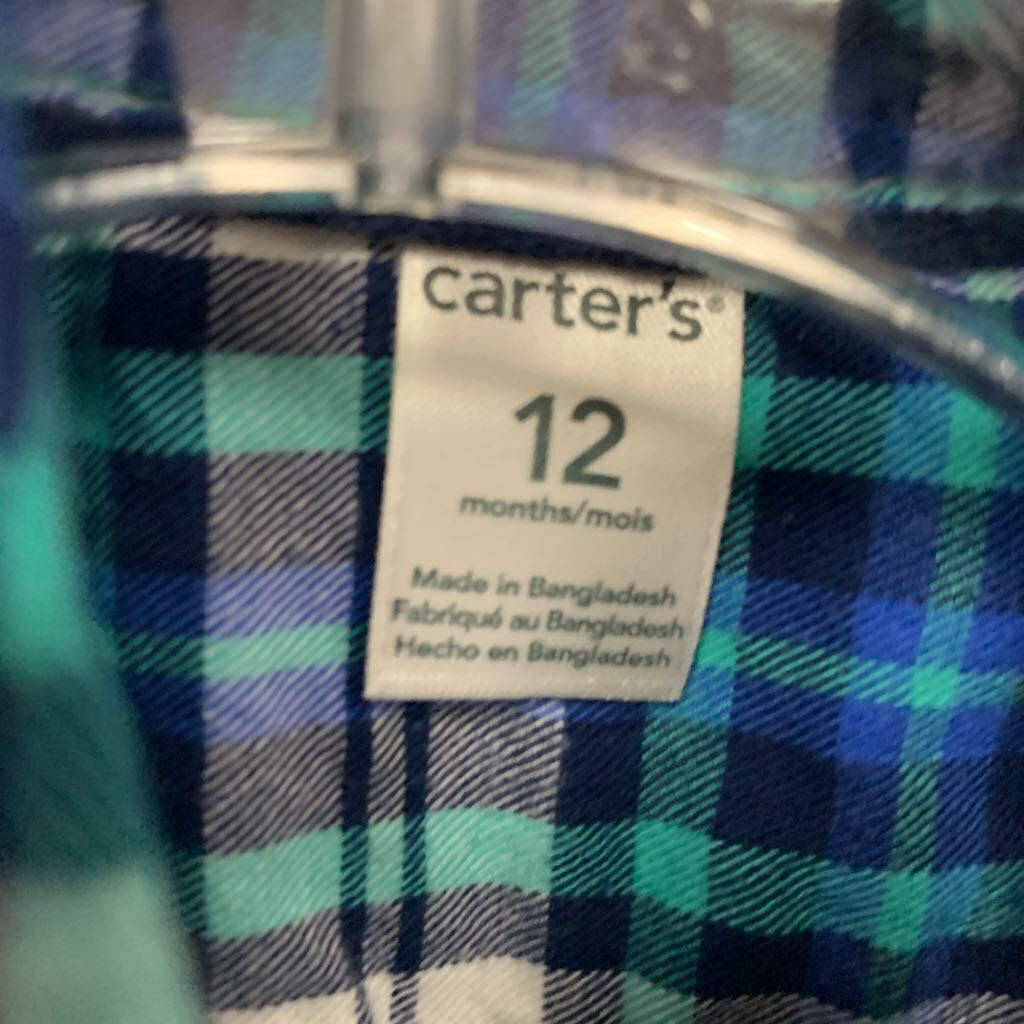 carter's®
12
months/mois
Made in Bangladesh
Fabriqué au Bangladesh
Hecho en Bangladesh